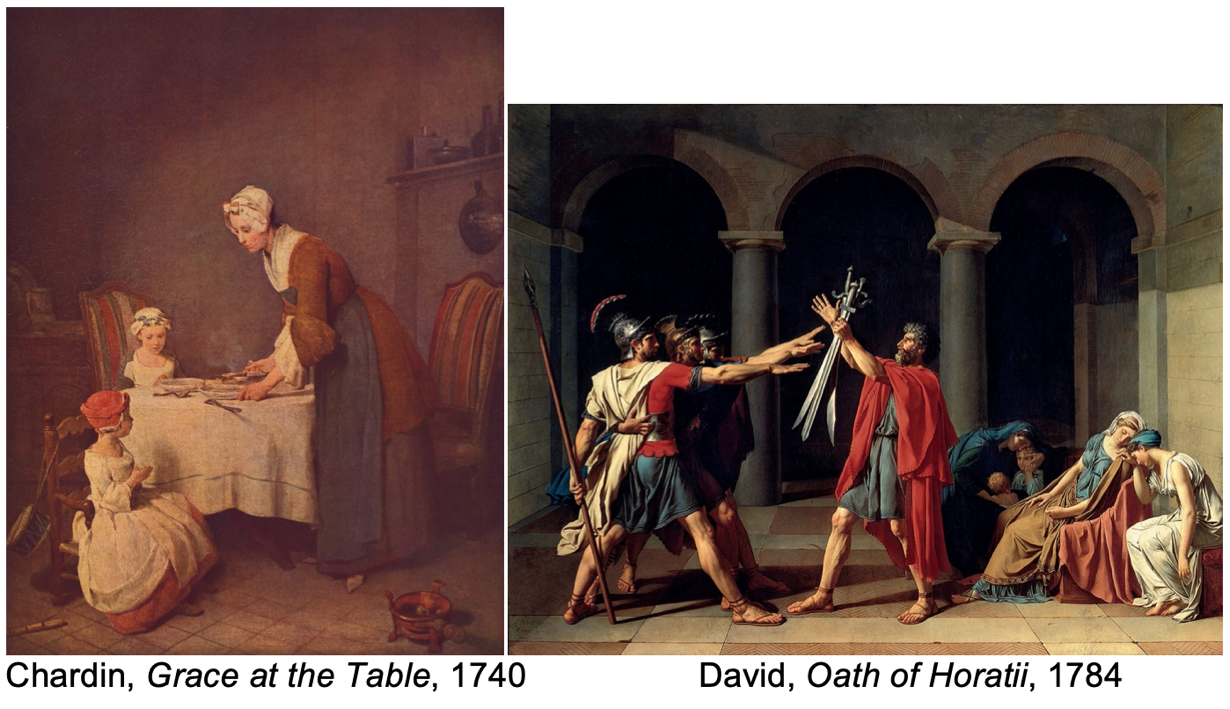 Chardin, Grace at the Table, 1740
David, Oath of Horatii, 1784